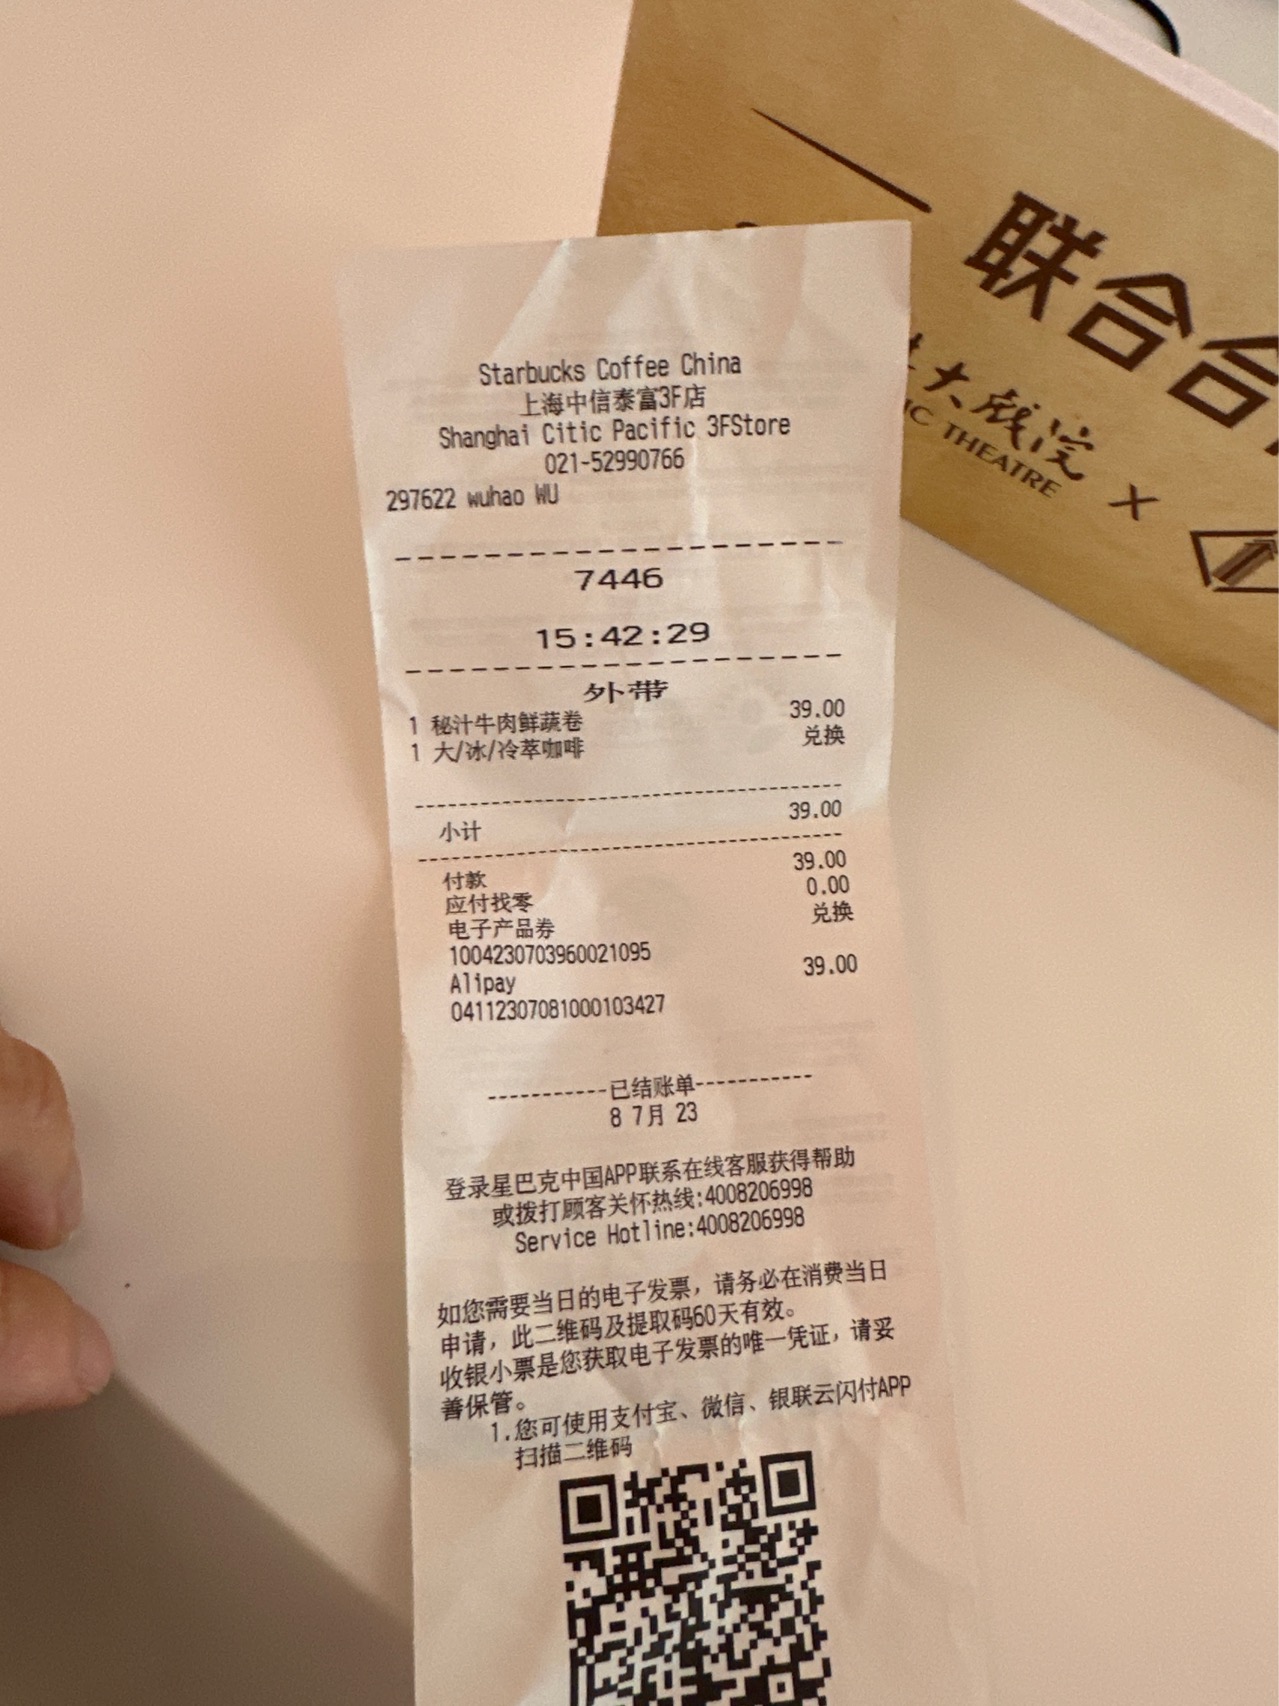 联合合
大戏院
IC THEATRE
×
Starbucks Coffee China
上海中信泰富3F店
Shanghai Citic Pacific 3FStore
021-52990766
297622 wuhao WU
7446
15:42:29
外带
1 秘汁牛肉鲜蔬卷 39.00
1 大/冰/冷萃咖啡 兑换
小计 39.00
付款 39.00
应付找零 0.00
电子产品券 兑换
1004230703960021095
Alipay 39.00
04112307081000103427
-----------已结账单-----------
8 7月 23
登录星巴克中国APP联系在线客服获得帮助
或拨打顾客关怀热线:4008206998
Service Hotline:4008206998
如您需要当日的电子发票，请务必在消费当日
申请，此二维码及提取码60天有效。
收银小票是您获取电子发票的唯一凭证，请妥
善保管。
1.您可使用支付宝、微信、银联云闪付APP
扫描二维码